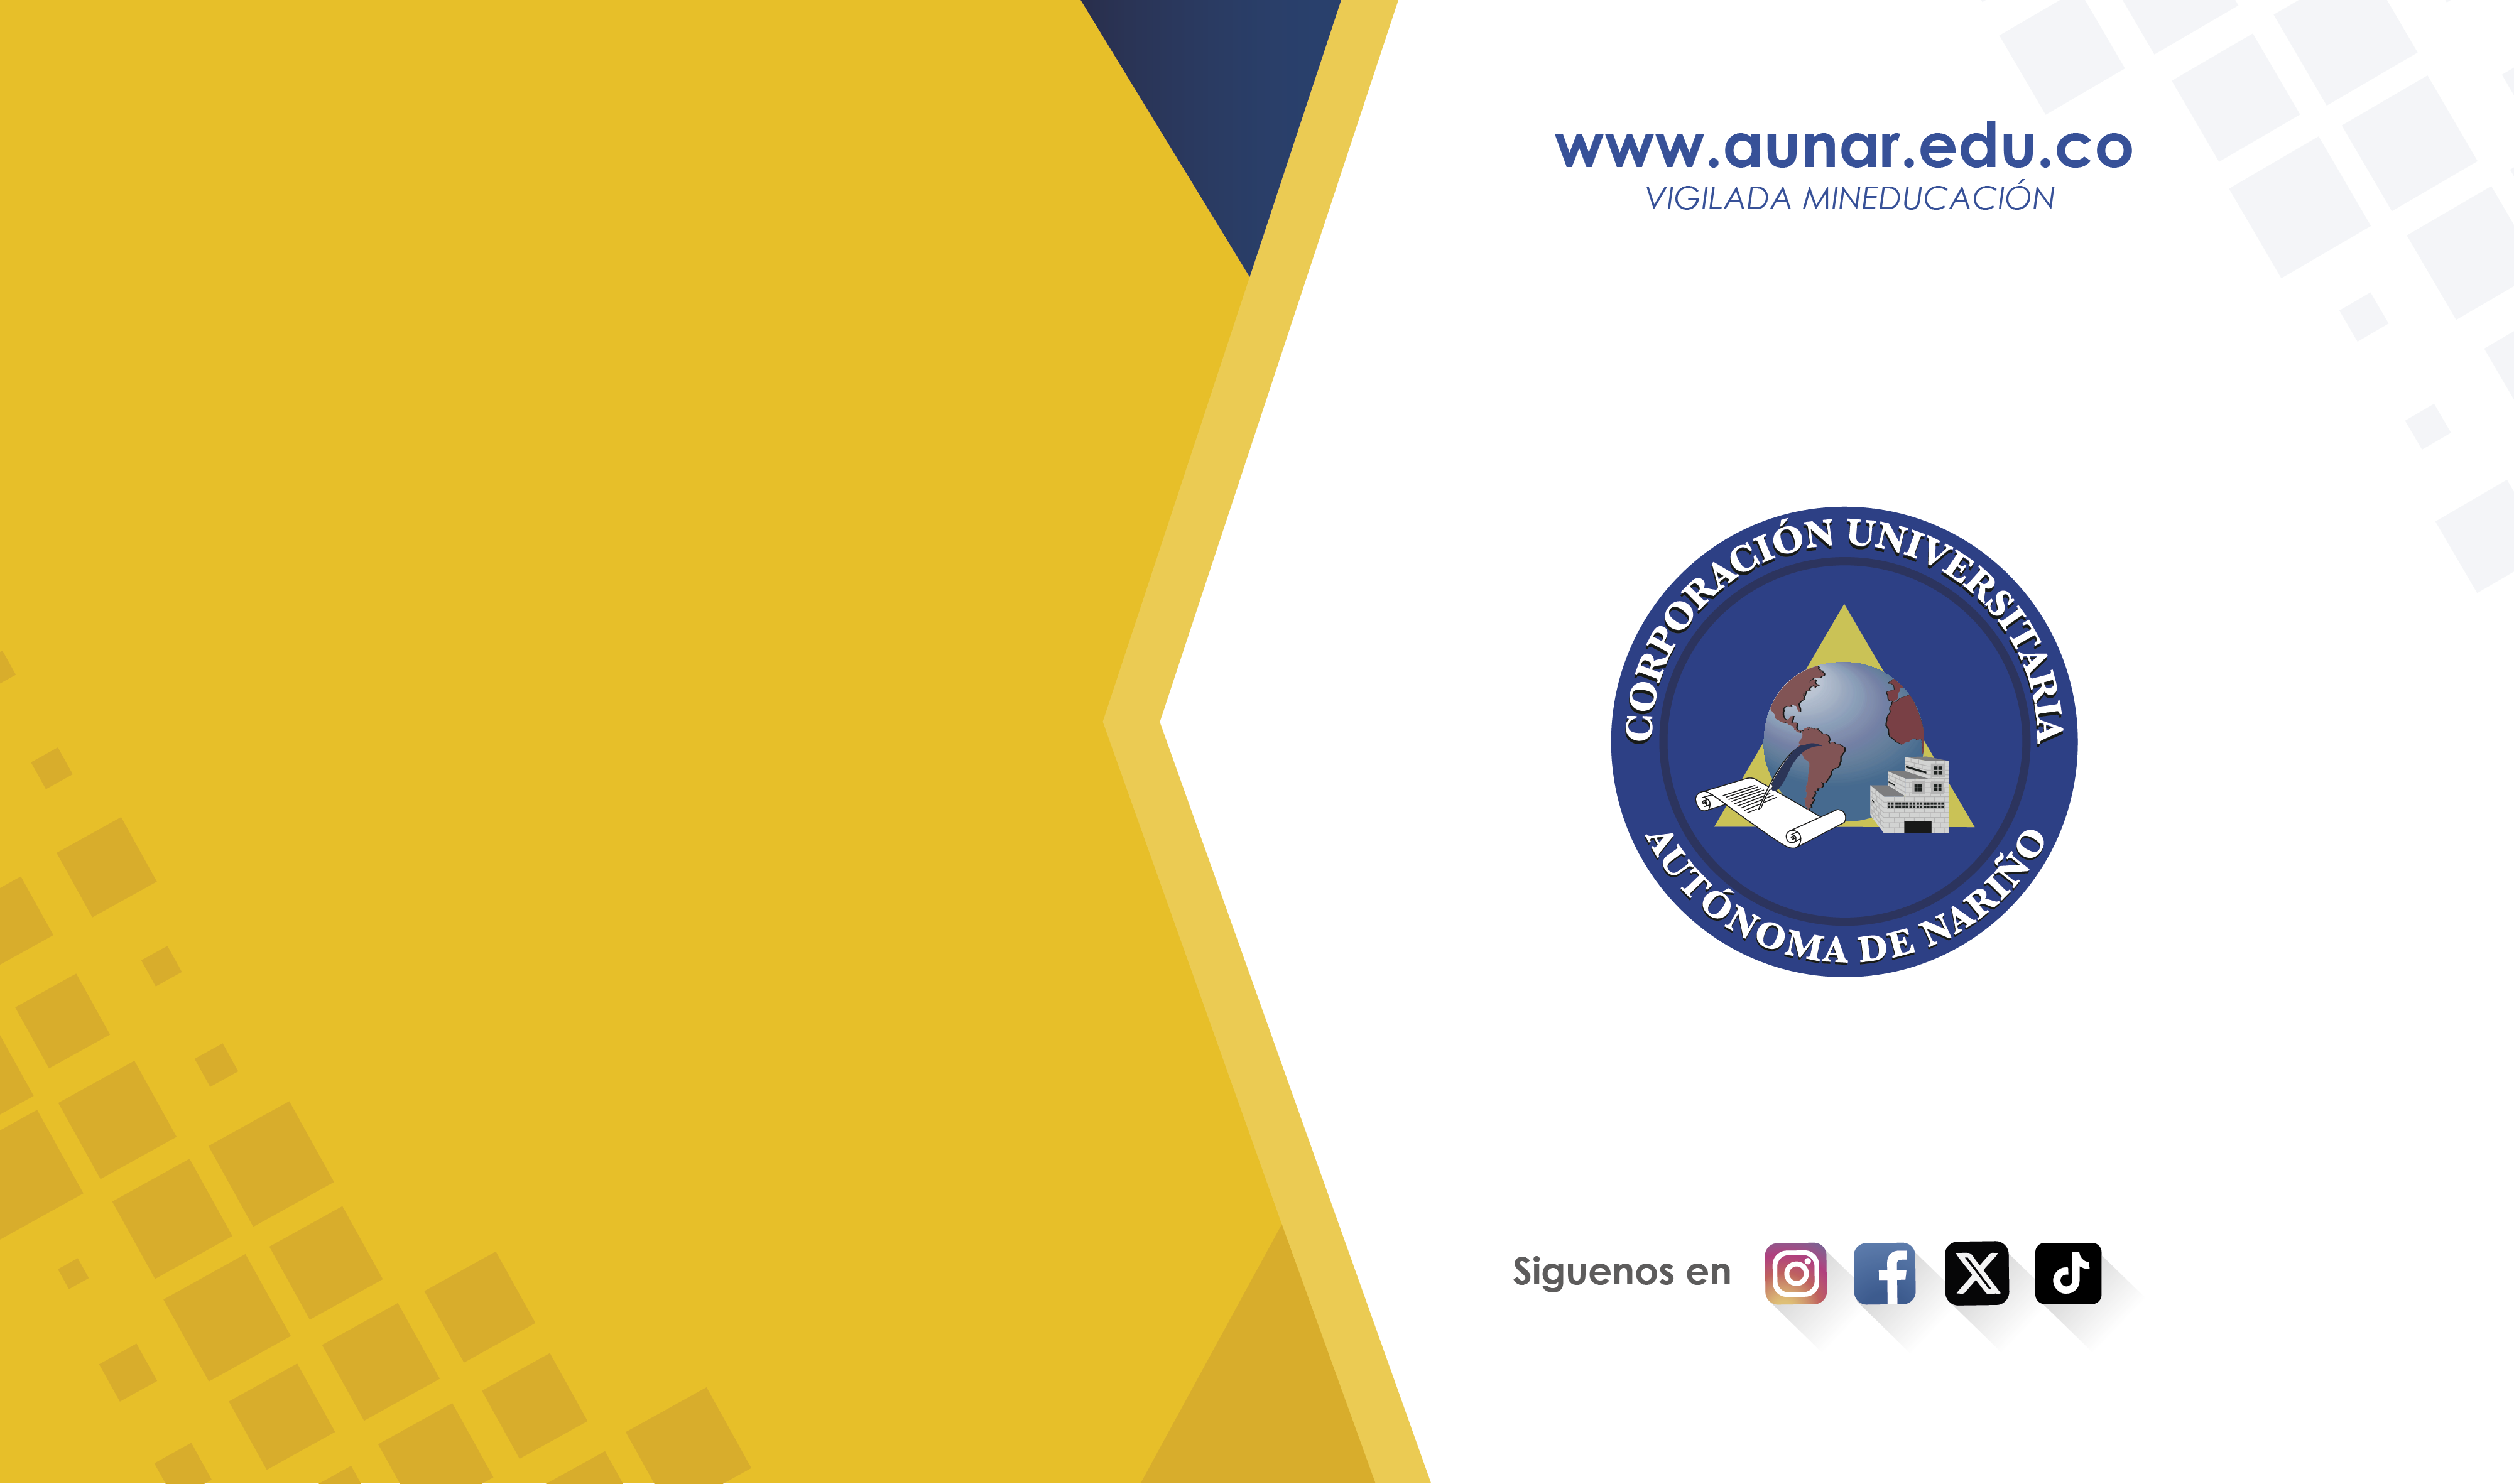 www.aunar.edu.co
VIGILADA MINEDUCACIÓN
CORPORACIÓN UNIVERSITARIA
AUTÓNOMA DE NARIÑO
Siguenos en